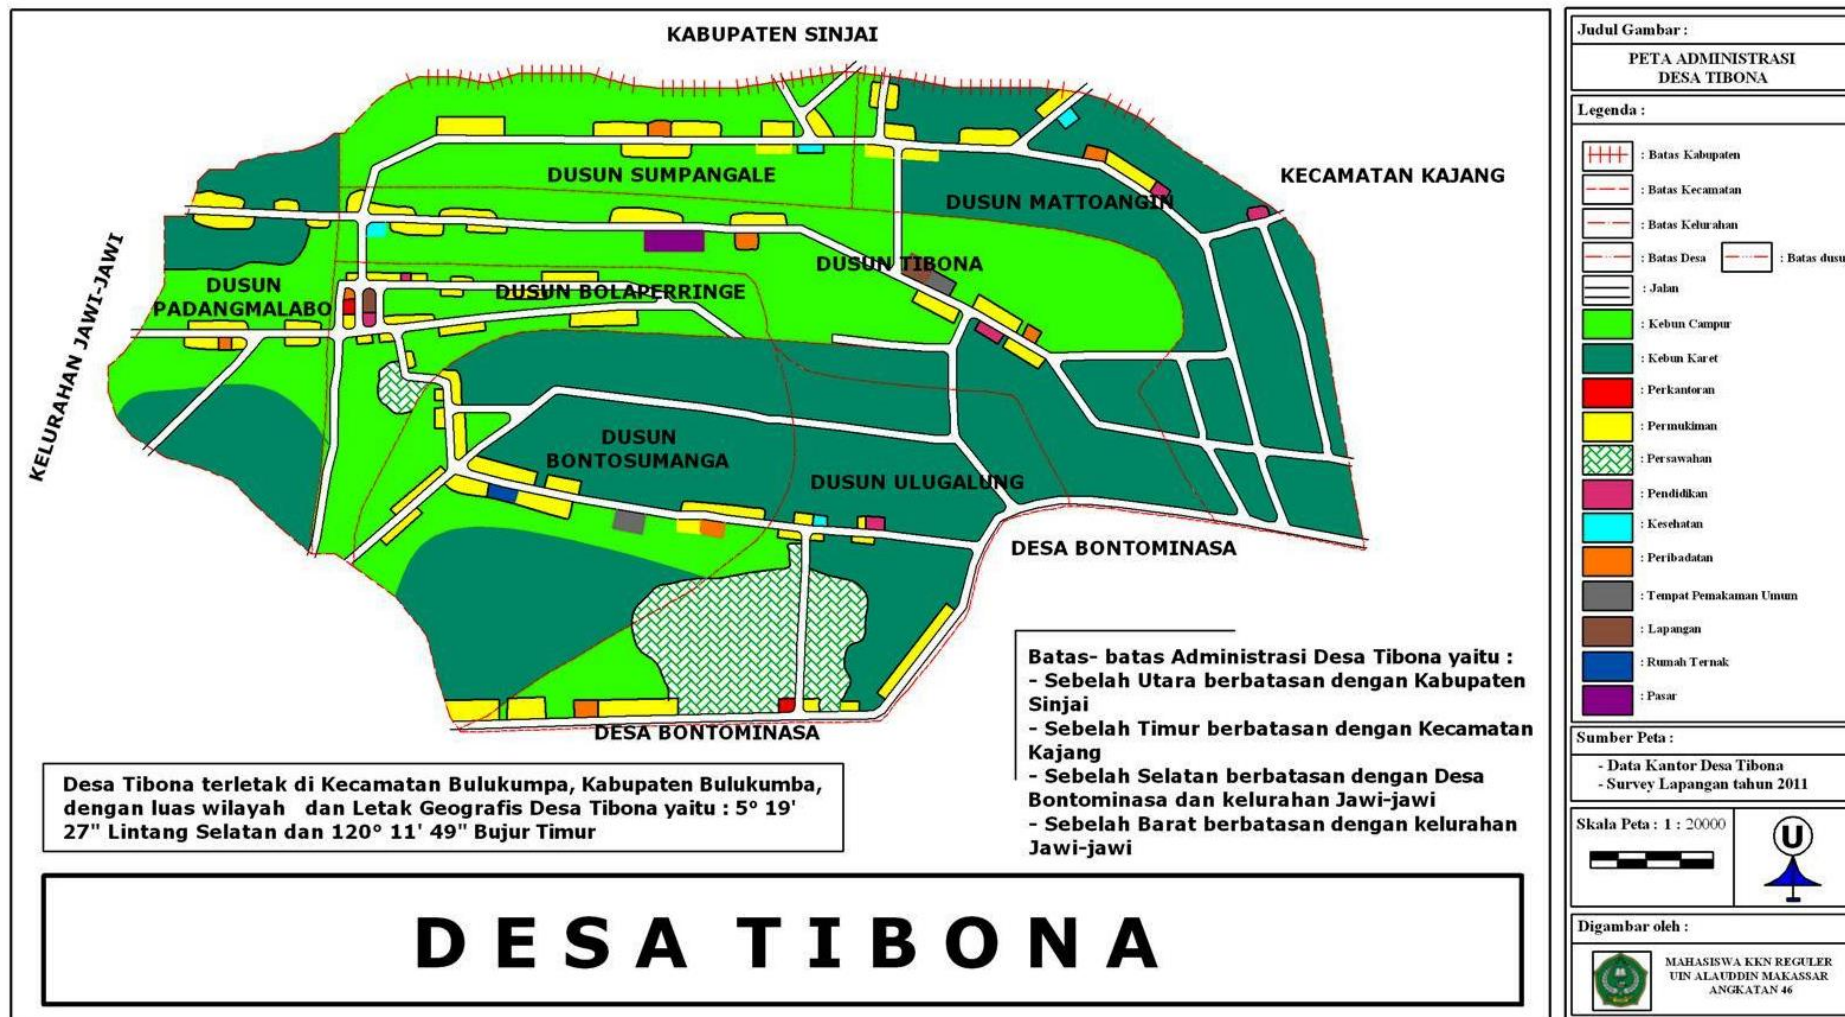 KABUPATEN SINJAI
KECAMATAN KAJANG
KELURAHAN JAWI-JAWI
DUSUN SUMPANGALE
DUSUN MATTOANGIN
DUSUN TIBONA
DUSUN
PADANGMALABO
DUSUN BOLAPERRINGE
DUSUN
BONTOSUMANGA
DUSUN ULUGALUNG
DESA BONTOMINASA
DESA BONTOMINASA
Batas- batas Administrasi Desa Tibona yaitu :
- Sebelah Utara berbatasan dengan Kabupaten
Sinjai
- Sebelah Timur berbatasan dengan Kecamatan
Kajang
- Sebelah Selatan berbatasan dengan Desa
Bontominasa dan kelurahan Jawi-jawi
- Sebelah Barat berbatasan dengan kelurahan
Jawi-jawi
Desa Tibona terletak di Kecamatan Bulukumpa, Kabupaten Bulukumba,
dengan luas wilayah dan Letak Geografis Desa Tibona yaitu : 5° 19'
27" Lintang Selatan dan 120° 11' 49" Bujur Timur
DESA TIBONA
Judul Gambar :
PETA ADMINISTRASI
DESA TIBONA
Legenda :
: Batas Kabupaten
: Batas Kecamatan
: Batas Kelurahan
: Batas Desa : Batas dusu
: Jalan
: Kebun Campur
: Kebun Karet
: Perkantoran
: Permukiman
: Persawahan
: Pendidikan
: Kesehatan
: Peribadatan
: Tempat Pemakaman Umum
: Lapangan
: Rumah Ternak
: Pasar
Sumber Peta :
- Data Kantor Desa Tibona
- Survey Lapangan tahun 2011
Skala Peta : 1 : 20000
U
Digambar oleh :
MAHASISWA KKN REGULER
UIN ALAUDDIN MAKASSAR
ANGKATAN 46